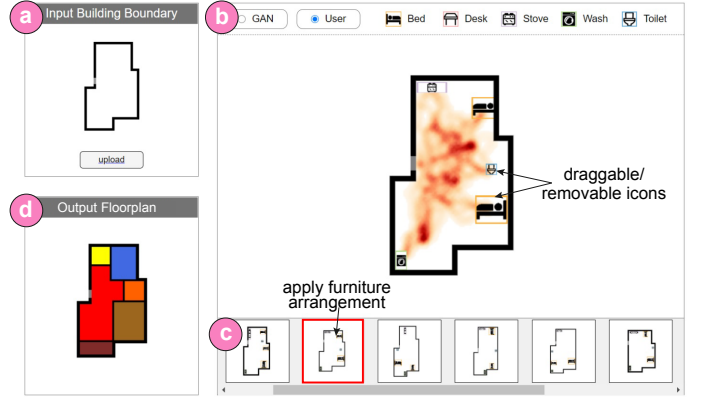 a
Input Building Boundary
upload
b
GAN
User
Bed
Desk
Stove
Wash
Toilet
draggable/
removable icons
d
Output Floorplan
apply furniture
arrangement
c